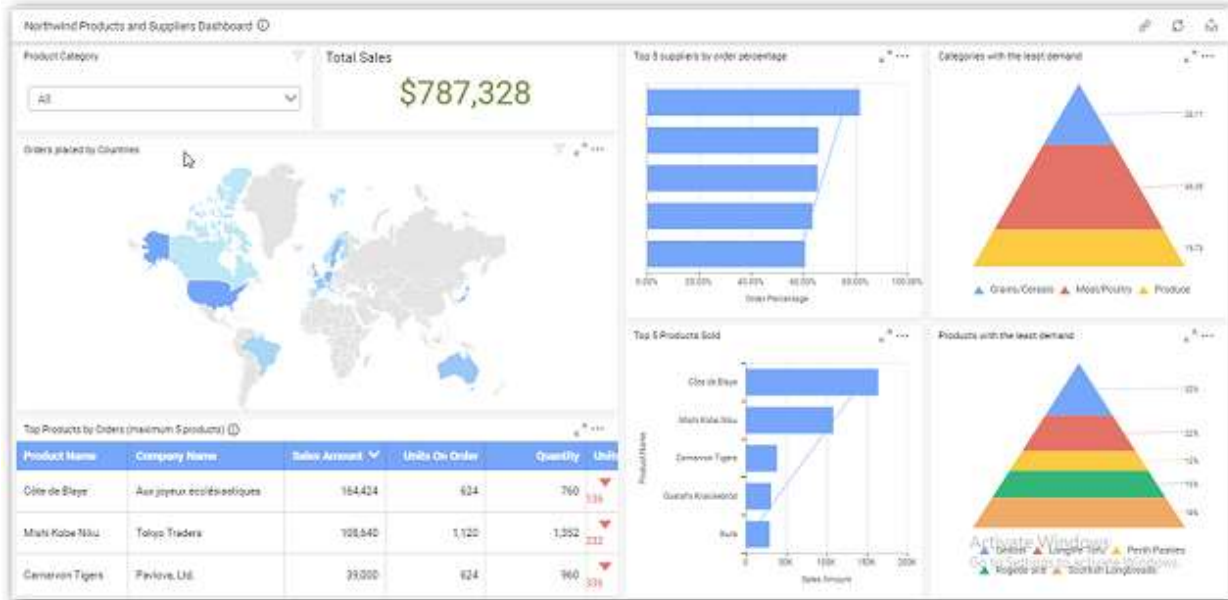 Northwind Products and Suppliers Dashboard
Product Category
All
Total Sales
$787,328
Orders placed by Countries
Top Products by Orders (maximum 5 products)
Product Name Company Name Sales Amount Units On Order Quantity Units
Côte de Blaye Aux joyeux ecclésiastiques 164,424 624 760
Mishi Kobe Niku Tokyo Traders 108,640 1,120 1,352 232
Carnarvon Tigers Pavlova, Ltd. 39,000 624 960 336
Top 5 suppliers by order percentage
0.00% 20.00% 40.00% 60.00% 80.00% 100.00%
Order Percentage
Categories with the least demand
Grains/Cereals Meat/Poultry Produce
Top 5 Products Sold
Product Name
Côte de Blaye
Mishi Kobe Niku
Carnarvon Tigers
0 50K 100K 150K 200K
Sales Amount
Products with the least demand
Activate Windows
Go to Settings to activate Windows.
Longlife Tofu Perth Pasties
Scottish Longbreads